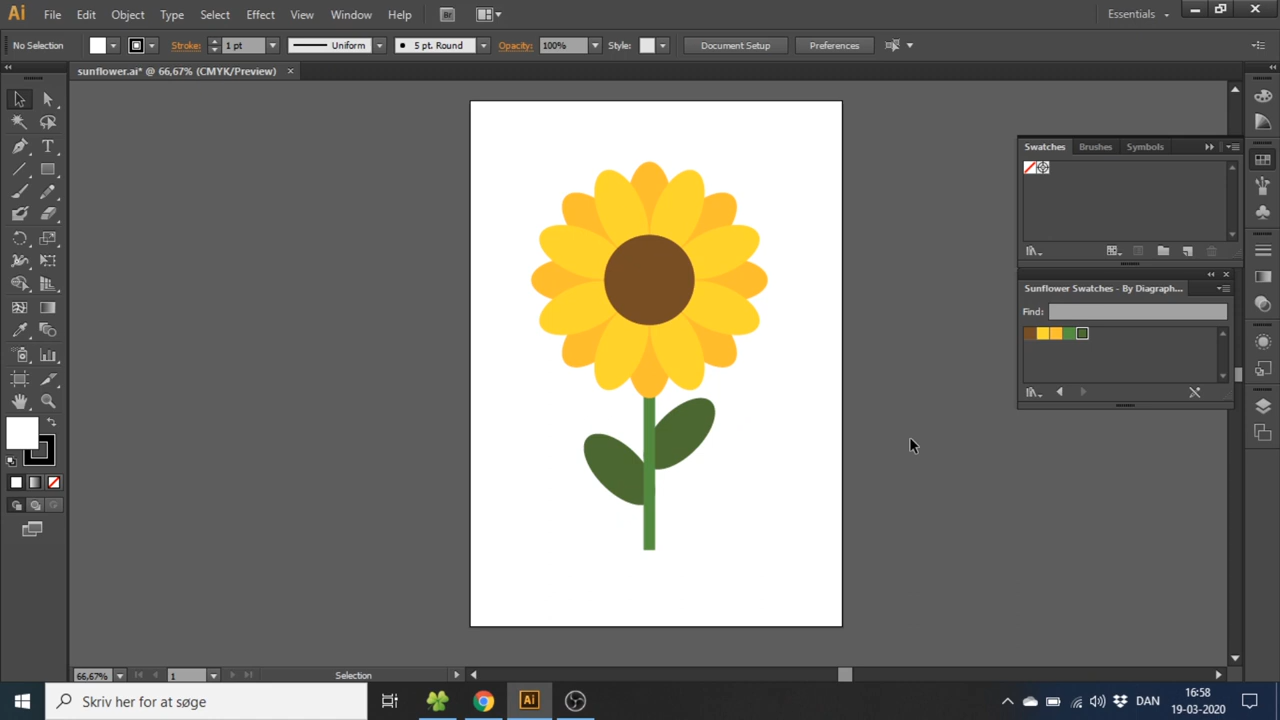 Ai File Edit Object Type Select Effect View Window Help Br Essentials
No Selection Stroke: 1 pt Uniform 5 pt. Round Opacity: 100% Style: Document Setup Preferences
sunflower.ai* @ 66,67% (CMYK/Preview) ×
Swatches Brushes Symbols
Sunflower Swatches - By Diagraph...
Find:
66,67% 1 Selection
Skriv her for at søge Ai DAN 16:58
19-03-2020